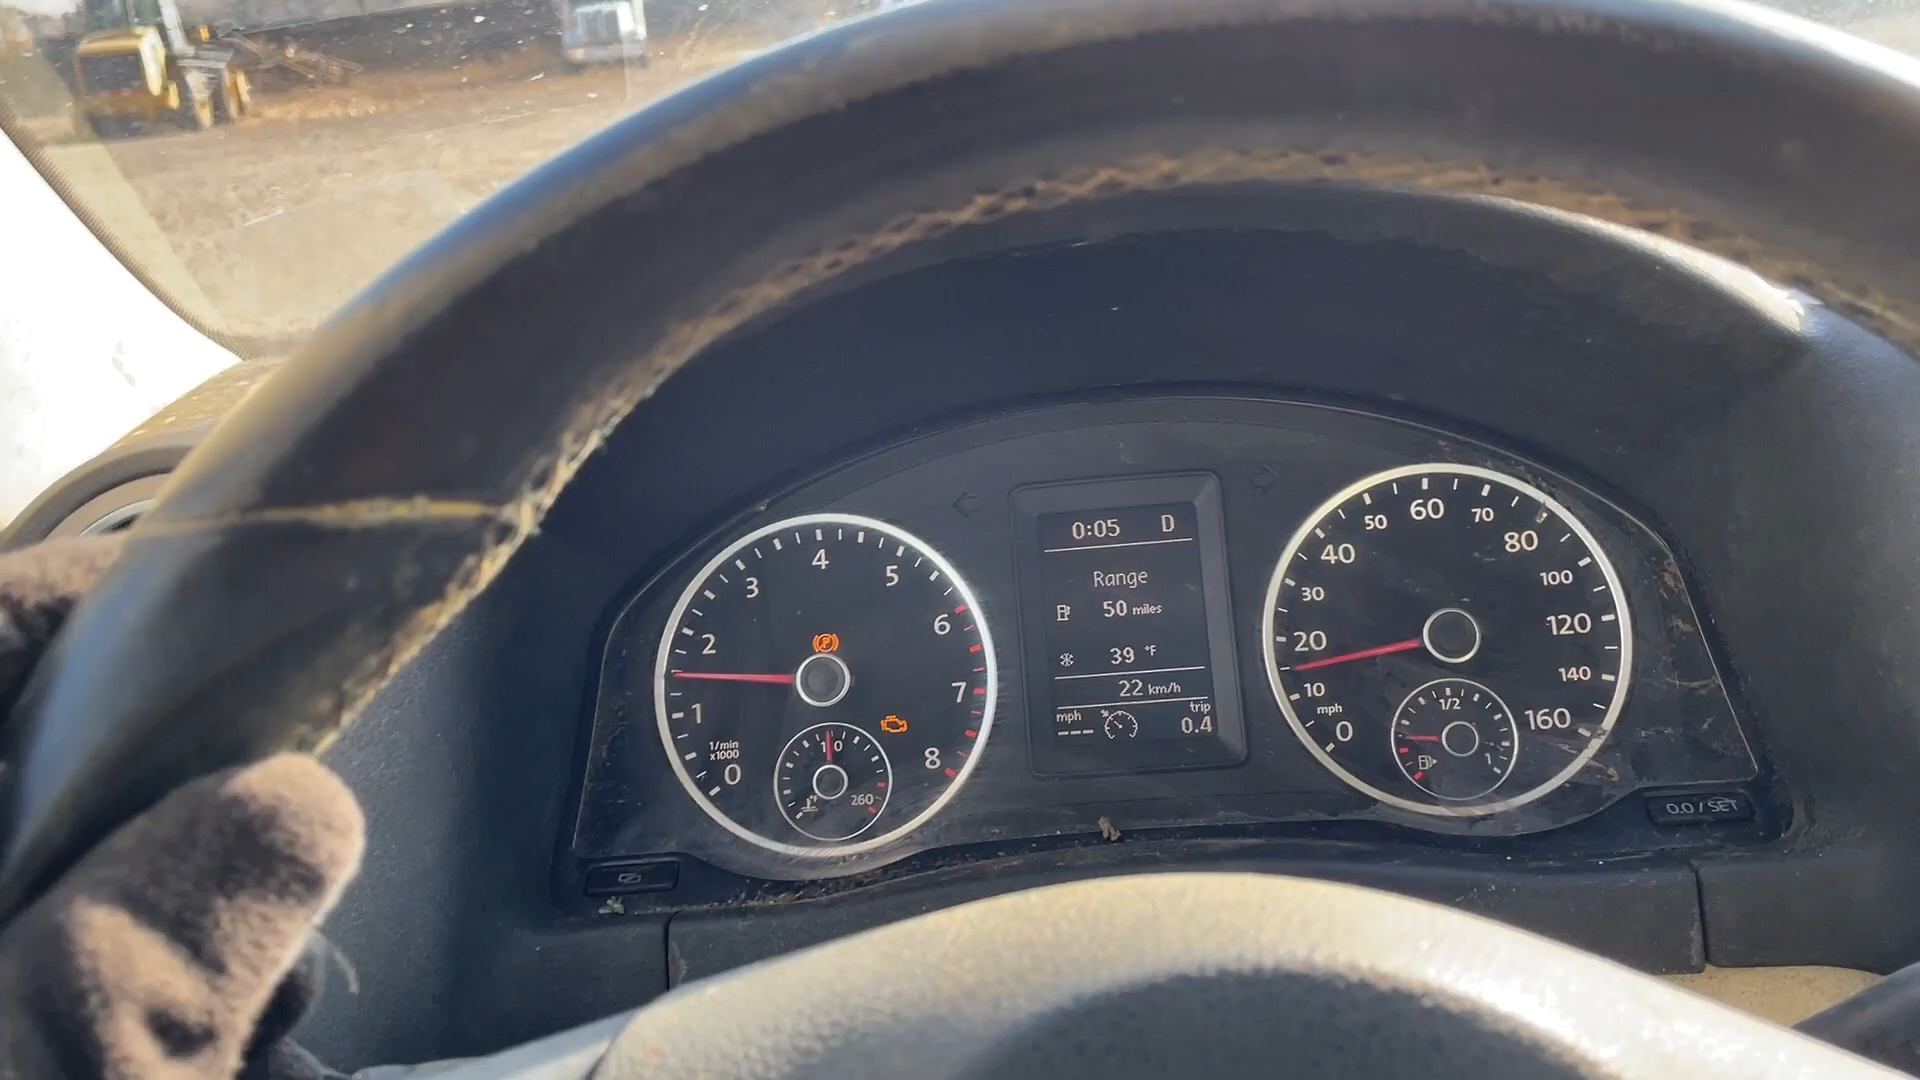 0:05 D
Range
50 miles
39 °F
22 km/h
mph
---
trip
0.4
0
1
2
3
4
5
6
7
8
1/min
x1000
°F
260
0
10
20
30
40
50
60
70
80
100
120
140
160
mph
1/2
1
0.0 / SET